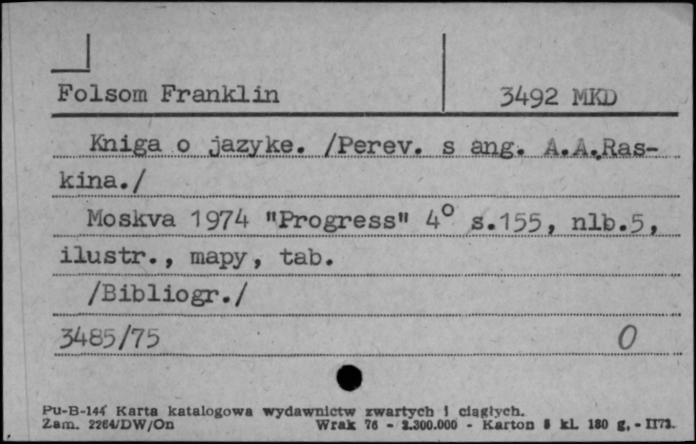 Folsom Franklin 3492 MKD
Kniga o jazyke. /Perev. s ang. A.A.Ras-
kina./
Moskva 1974 "Progress" 4° s.155, nlb.5,
ilustr., mapy, tab.
/Bibliogr./
3485/75 0
Pu-B-144 Karta katalogowa wydawnictw zwartych i ciągłych.
Zam. 2264/DW/On Wrak 76 - 2.300.000 - Karton 8 kl. 180 g. - II73.